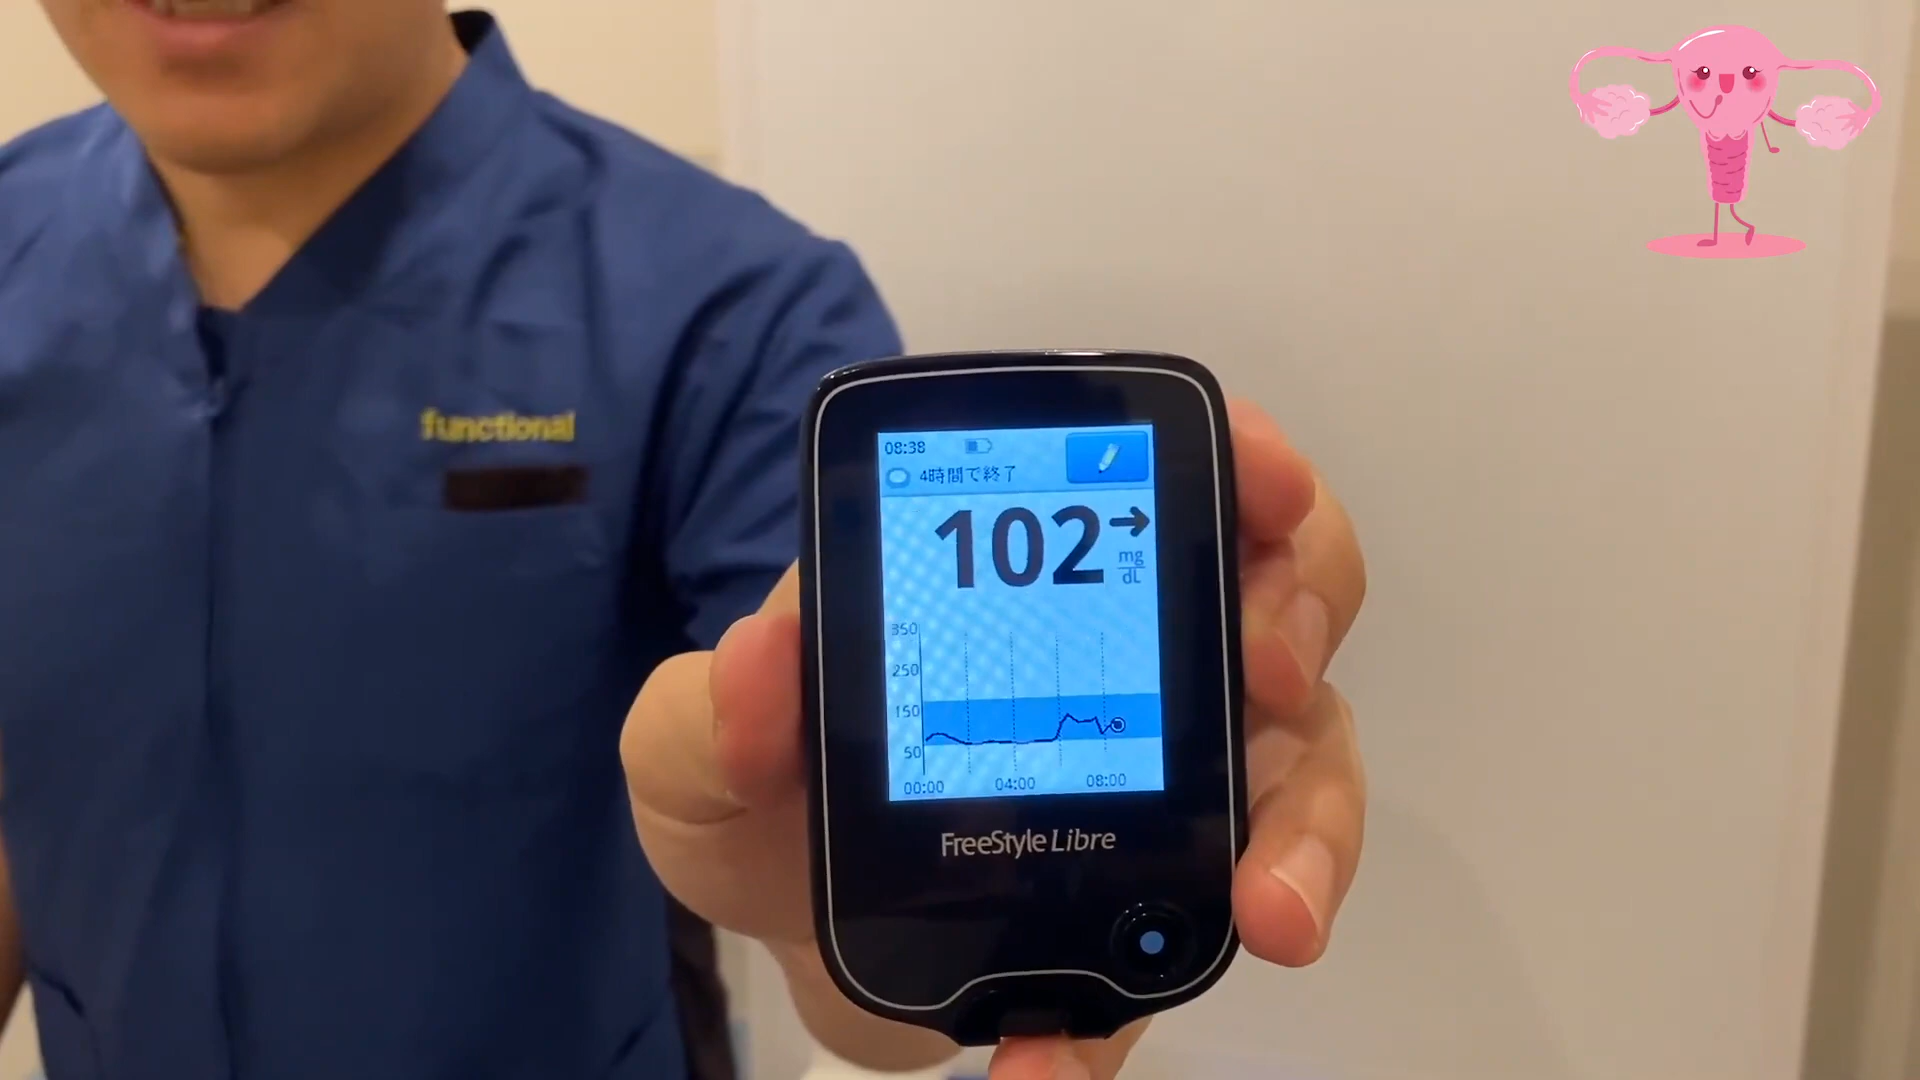 functional
08:38
4時間で終了
102→
mg
dL
350
250
150
50
00:00 04:00 08:00
FreeStyle Libre